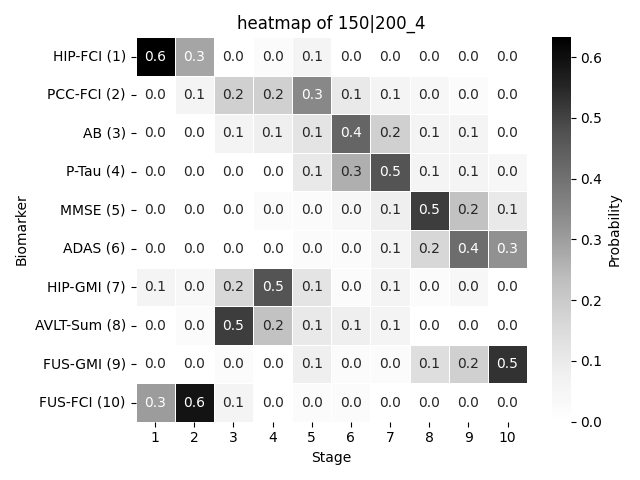 heatmap of 150|200_4
HIP-FCI (1) 0.6 0.3 0.0 0.0 0.1 0.0 0.0 0.0 0.0 0.0
PCC-FCI (2) 0.0 0.1 0.2 0.2 0.3 0.1 0.1 0.0 0.0 0.0
AB (3) 0.0 0.0 0.1 0.1 0.1 0.4 0.2 0.1 0.1 0.0
P-Tau (4) 0.0 0.0 0.0 0.0 0.1 0.3 0.5 0.1 0.1 0.0
MMSE (5) 0.0 0.0 0.0 0.0 0.0 0.0 0.1 0.5 0.2 0.1
ADAS (6) 0.0 0.0 0.0 0.0 0.0 0.0 0.1 0.2 0.4 0.3
HIP-GMI (7) 0.1 0.0 0.2 0.5 0.1 0.0 0.1 0.0 0.0 0.0
AVLT-Sum (8) 0.0 0.0 0.5 0.2 0.1 0.1 0.1 0.0 0.0 0.0
FUS-GMI (9) 0.0 0.0 0.0 0.0 0.1 0.0 0.0 0.1 0.2 0.5
FUS-FCI (10) 0.3 0.6 0.1 0.0 0.0 0.0 0.0 0.0 0.0 0.0
1 2 3 4 5 6 7 8 9 10
Stage
Biomarker
0.6
0.5
0.4
0.3
0.2
0.1
0.0
Probability